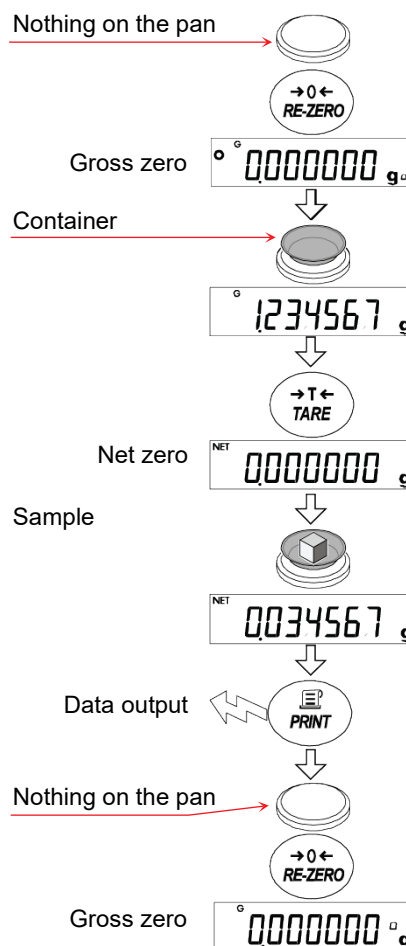 Nothing on the pan
→0←
RE-ZERO
G
Gross zero
0.000000 g
Container
G
1.234567 g
→T←
TARE
NET
Net zero
0.000000 g
Sample
NET
0.034567 g
Data output
PRINT
Nothing on the pan
→0←
RE-ZERO
G
Gross zero
0.000000 g